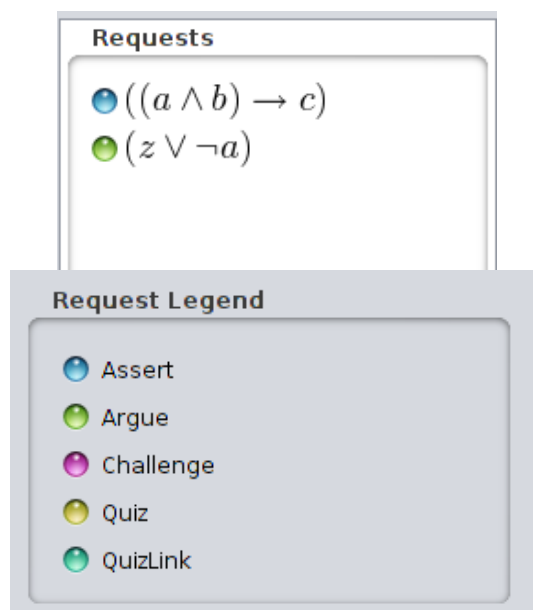 Requests
((a ∧ b) → c)
(z ∨ ¬a)
Request Legend
Assert
Argue
Challenge
Quiz
QuizLink